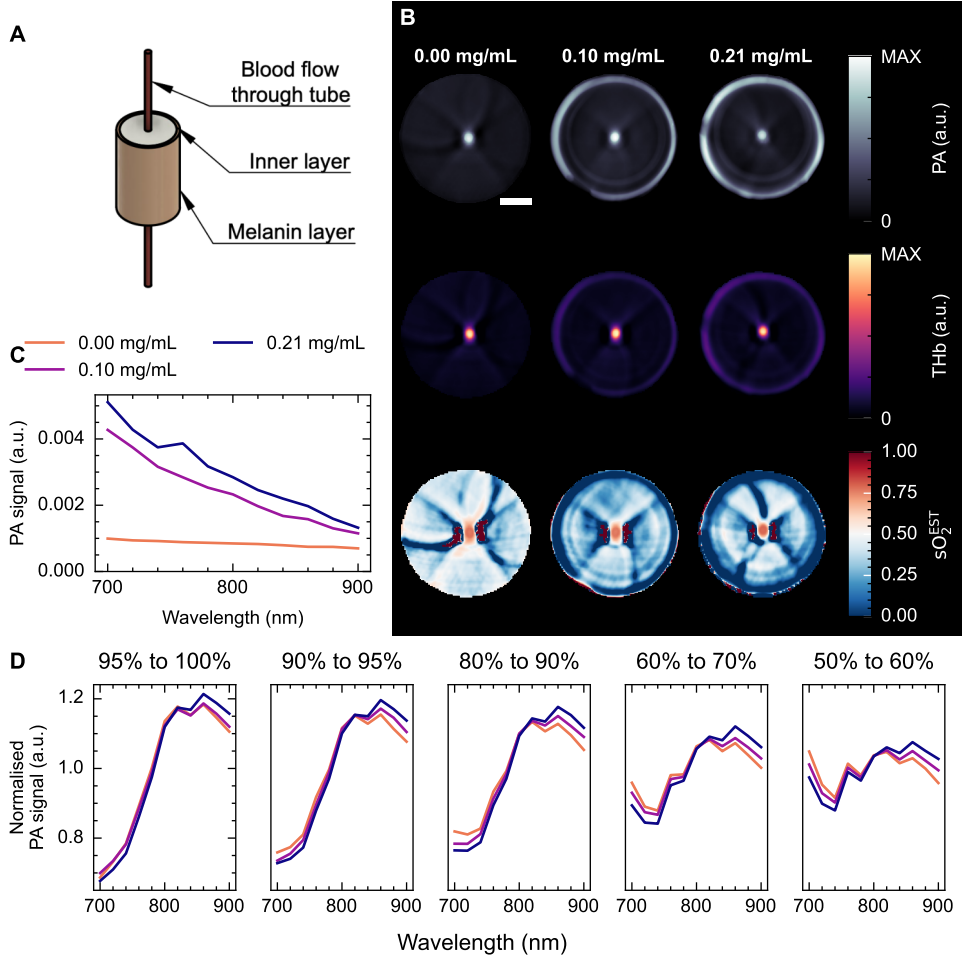 A
Blood flow
through tube
Inner layer
Melanin layer
B
0.00 mg/mL 0.10 mg/mL 0.21 mg/mL
MAX
PA (a.u.)
0
MAX
THb (a.u.)
0
1.00
0.75
0.50
0.25
0.00
sO₂ᴱˢᵀ
C
0.00 mg/mL 0.21 mg/mL
0.10 mg/mL
PA signal (a.u.)
0.004
0.002
0.000
700 800 900
Wavelength (nm)
D
95% to 100% 90% to 95% 80% to 90% 60% to 70% 50% to 60%
Normalised
PA signal (a.u.)
1.2
1.0
0.8
700 800 900 700 800 900 700 800 900 700 800 900 700 800 900
Wavelength (nm)